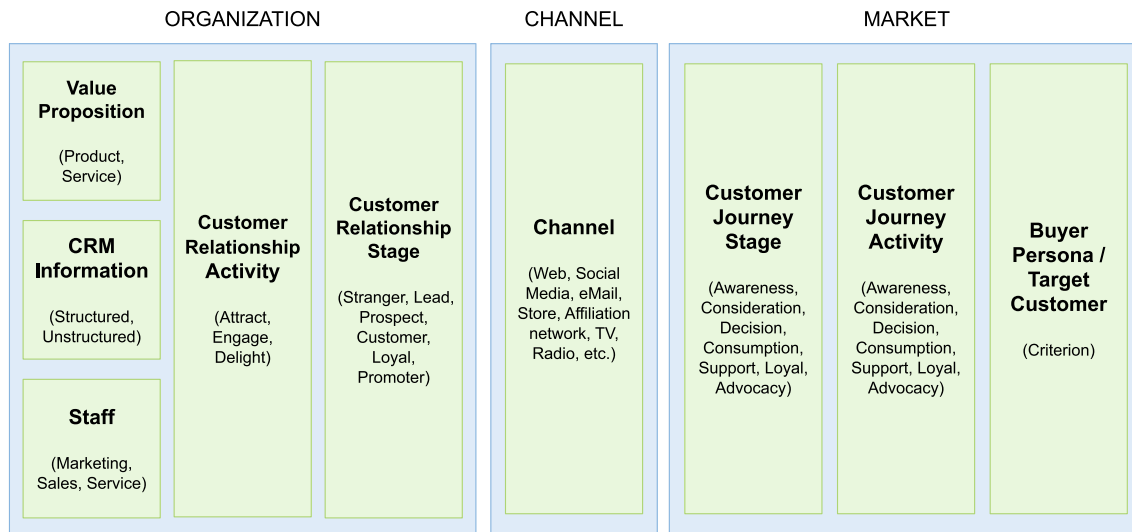 ORGANIZATION
CHANNEL
MARKET
Value
Proposition
(Product,
Service)
CRM
Information
(Structured,
Unstructured)
Staff
(Marketing,
Sales, Service)
Customer
Relationship
Activity
(Attract,
Engage,
Delight)
Customer
Relationship
Stage
(Stranger, Lead,
Prospect,
Customer,
Loyal,
Promoter)
Channel
(Web, Social
Media, eMail,
Store, Affiliation
network, TV,
Radio, etc.)
Customer
Journey
Stage
(Awareness,
Consideration,
Decision,
Consumption,
Support, Loyal,
Advocacy)
Customer
Journey
Activity
(Awareness,
Consideration,
Decision,
Consumption,
Support, Loyal,
Advocacy)
Buyer
Persona /
Target
Customer
(Criterion)